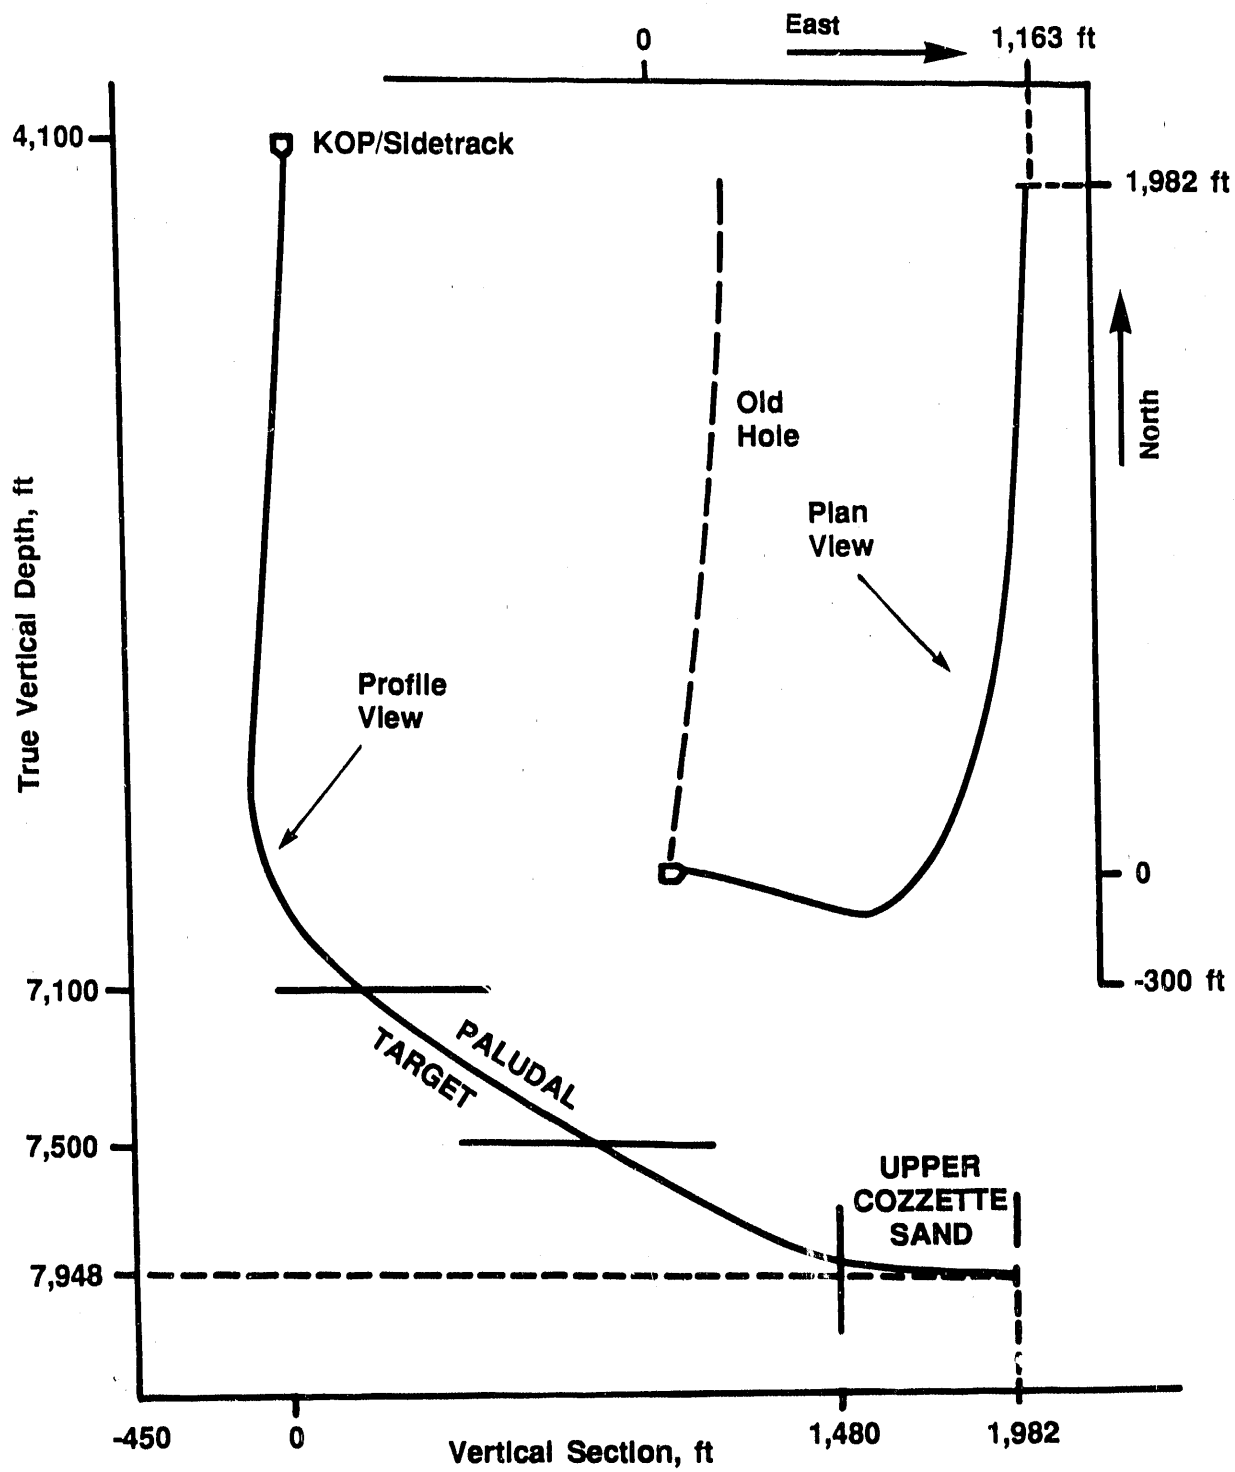 East
0
1,163 ft
4,100
KOP/Sidetrack
1,982 ft
Old
Hole
North
Plan
View
True Vertical Depth, ft
Profile
View
0
7,100
-300 ft
PALUDAL
TARGET
7,500
UPPER
COZZETTE
SAND
7,948
-450
0
Vertical Section, ft
1,480
1,982